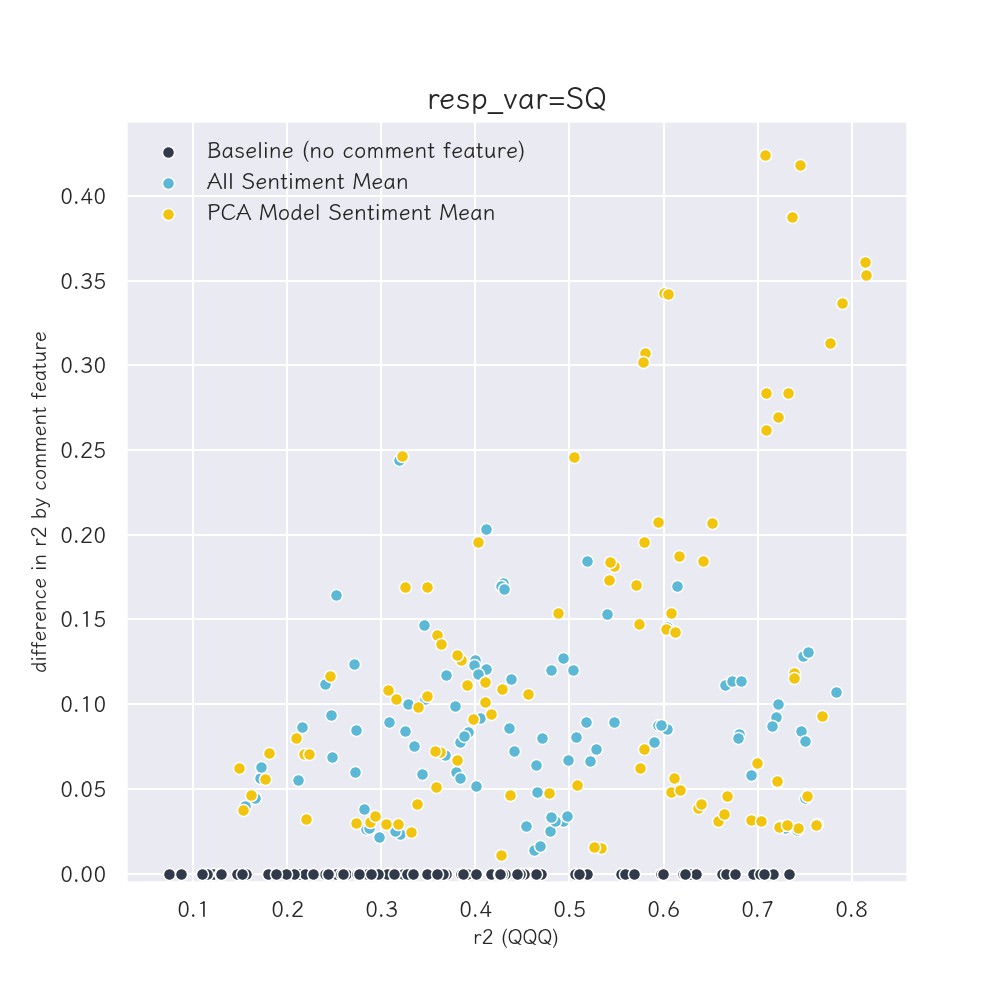 resp_var=SQ
Baseline (no comment feature)
All Sentiment Mean
PCA Model Sentiment Mean
difference in r2 by comment feature
0.40
0.35
0.30
0.25
0.20
0.15
0.10
0.05
0.00
0.1 0.2 0.3 0.4 0.5 0.6 0.7 0.8
r2 (QQQ)